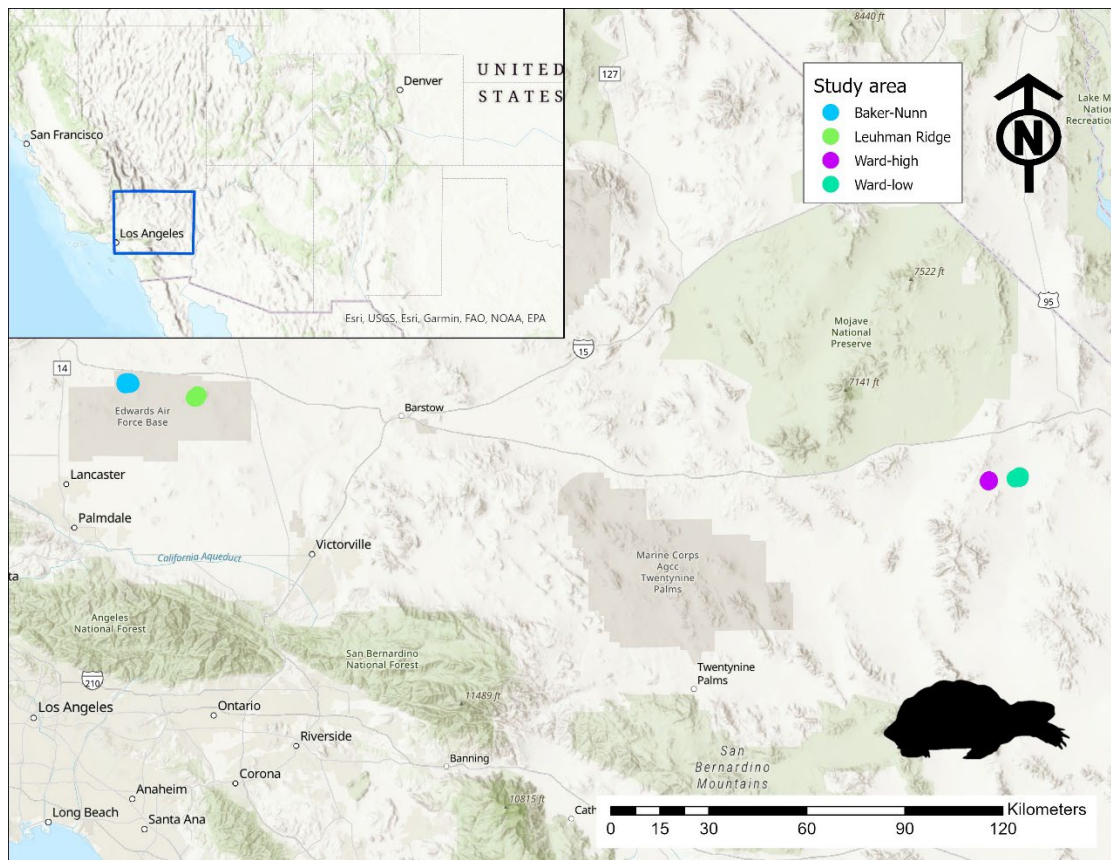 UNITED
STATES
Denver
San Francisco
Los Angeles
Esri, USGS, Esri, Garmin, FAO, NOAA, EPA
8440 ft
127
Study area
Baker-Nunn
Leuhman Ridge
Ward-high
Ward-low
N
Lake M
Nation
Recreation
7522 ft
95
Mojave
National
Preserve
15
14
7141 ft
Edwards Air
Force Base
Barstow
Lancaster
Palmdale
California Aqueduct
Victorville
ta
Marine Corps
Agcc
Twentynine
Palms
Angeles
National Forest
San Bernardino
National Forest
Twentynine
Palms
210
11489 ft
Los Angeles
Ontario
Riverside
San
Bernardino
Mountains
Banning
Corona
Anaheim
10815 ft
Cath
Long Beach
Santa Ana
Kilometers
0 15 30 60 90 120